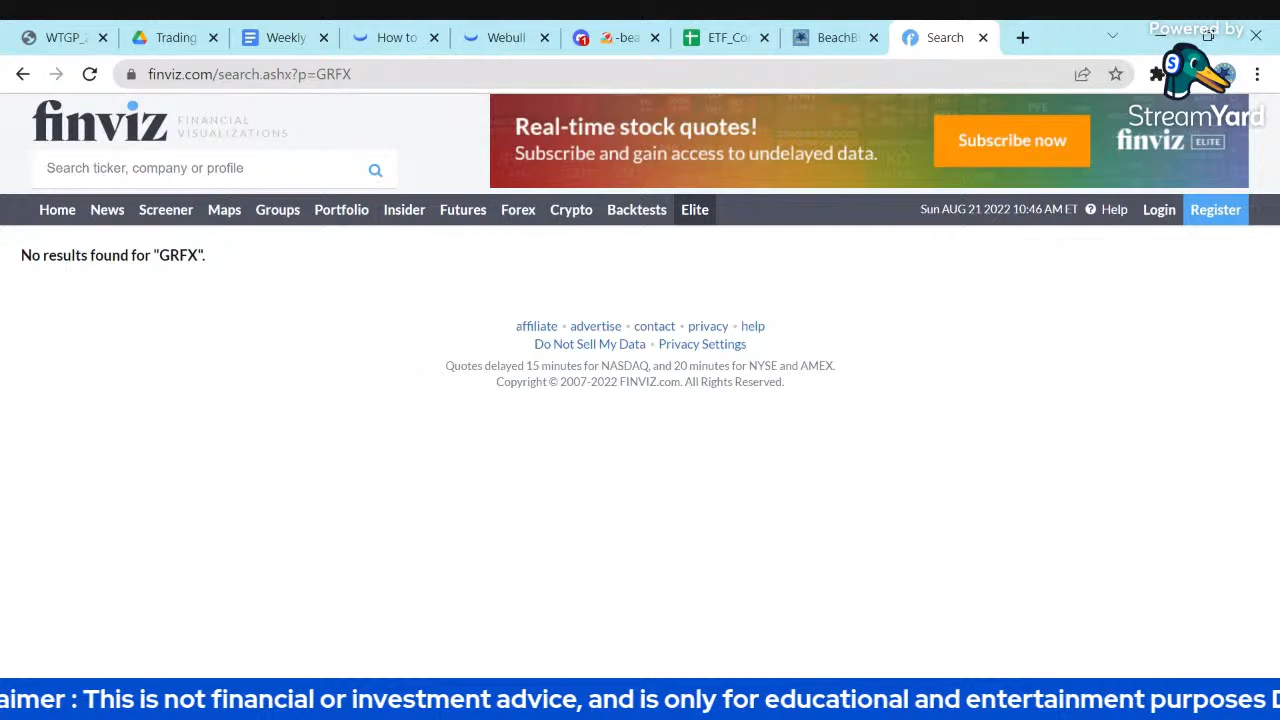 Powered by
WTGP_2
Trading
Weekly
How to
Webul
-bea
ETF_Co
BeachB
Search
finviz.com/search.ashx?p=GRFX
StreamYard
finviz FINANCIAL VISUALIZATIONS
Real-time stock quotes!
Subscribe and gain access to undelayed data.
Subscribe now
finviz ELITE
Search ticker, company or profile
Home News Screener Maps Groups Portfolio Insider Futures Forex Crypto Backtests Elite
Sun AUG 21 2022 10:46 AM ET Help Login Register
No results found for "GRFX".
affiliate • advertise • contact • privacy • help
Do Not Sell My Data • Privacy Settings
Quotes delayed 15 minutes for NASDAQ, and 20 minutes for NYSE and AMEX.
Copyright © 2007-2022 FINVIZ.com. All Rights Reserved.
aimer : This is not financial or investment advice, and is only for educational and entertainment purposes